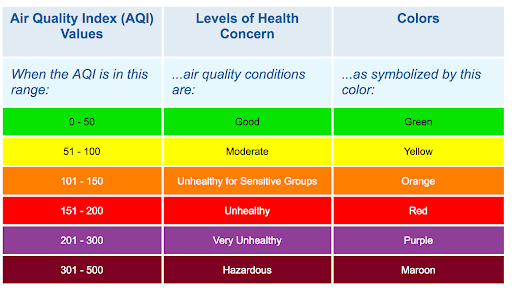 Air Quality Index (AQI) Values
Levels of Health Concern
Colors
When the AQI is in this range:
...air quality conditions are:
...as symbolized by this color:
0 - 50
Good
Green
51 - 100
Moderate
Yellow
101 - 150
Unhealthy for Sensitive Groups
Orange
151 - 200
Unhealthy
Red
201 - 300
Very Unhealthy
Purple
301 - 500
Hazardous
Maroon